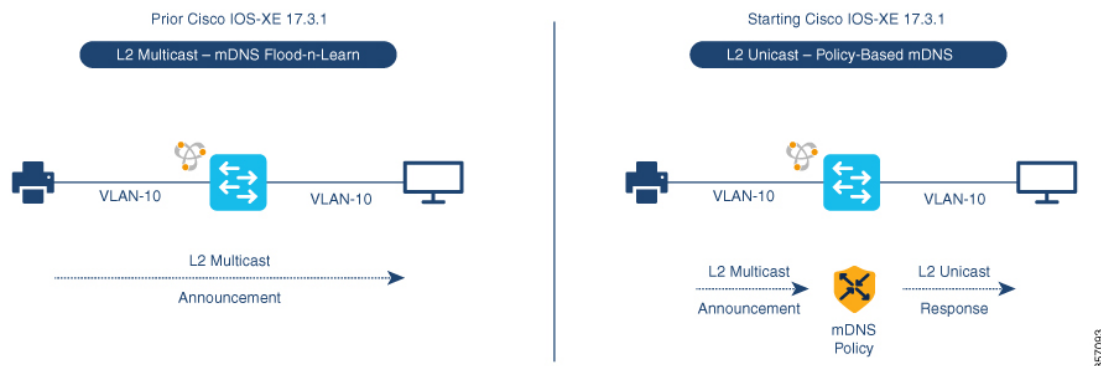 Prior Cisco IOS-XE 17.3.1
L2 Multicast – mDNS Flood-n-Learn
VLAN-10
VLAN-10
L2 Multicast
Announcement
Starting Cisco IOS-XE 17.3.1
L2 Unicast – Policy-Based mDNS
VLAN-10
VLAN-10
L2 Multicast
Announcement
mDNS
Policy
L2 Unicast
Response
357093